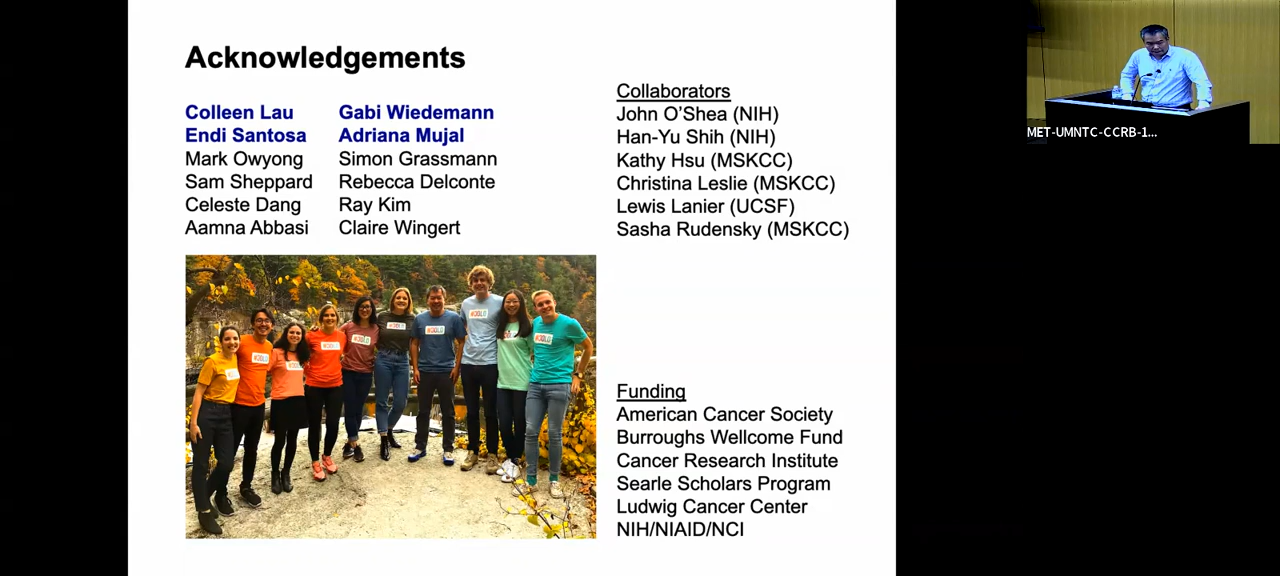 Acknowledgements
Colleen Lau
Endi Santosa
Mark Owyong
Sam Sheppard
Celeste Dang
Aamna Abbasi
Gabi Wiedemann
Adriana Mujal
Simon Grassmann
Rebecca Delconte
Ray Kim
Claire Wingert
Collaborators
John O'Shea (NIH)
Han-Yu Shih (NIH)
Kathy Hsu (MSKCC)
Christina Leslie (MSKCC)
Lewis Lanier (UCSF)
Sasha Rudensky (MSKCC)
Funding
American Cancer Society
Burroughs Wellcome Fund
Cancer Research Institute
Searle Scholars Program
Ludwig Cancer Center
NIH/NIAID/NCI
MET-UMNTC-CCRB-1...